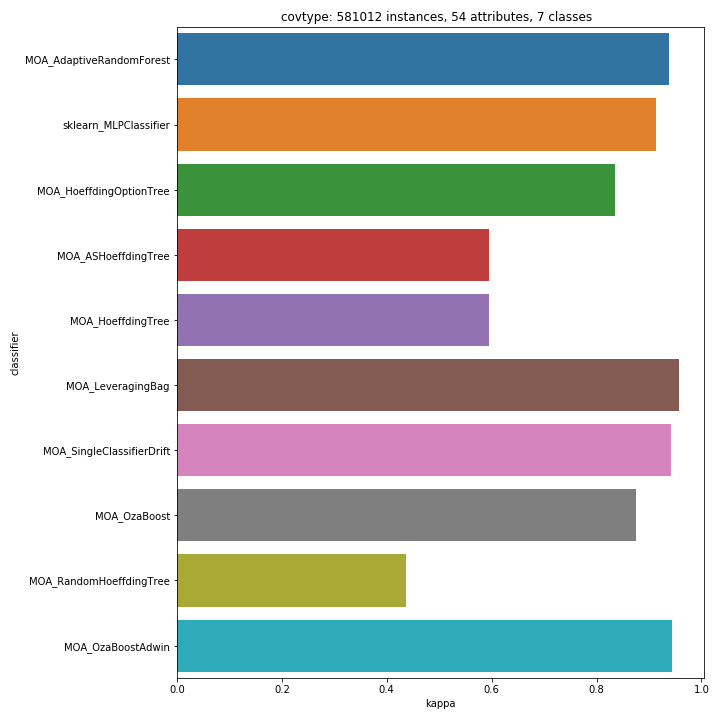 covtype: 581012 instances, 54 attributes, 7 classes
MOA_AdaptiveRandomForest
sklearn_MLPClassifier
MOA_HoeffdingOptionTree
MOA_ASHoeffdingTree
MOA_HoeffdingTree
classifier
MOA_LeveragingBag
MOA_SingleClassifierDrift
MOA_OzaBoost
MOA_RandomHoeffdingTree
MOA_OzaBoostAdwin
0.0 0.2 0.4 0.6 0.8 1.0
kappa